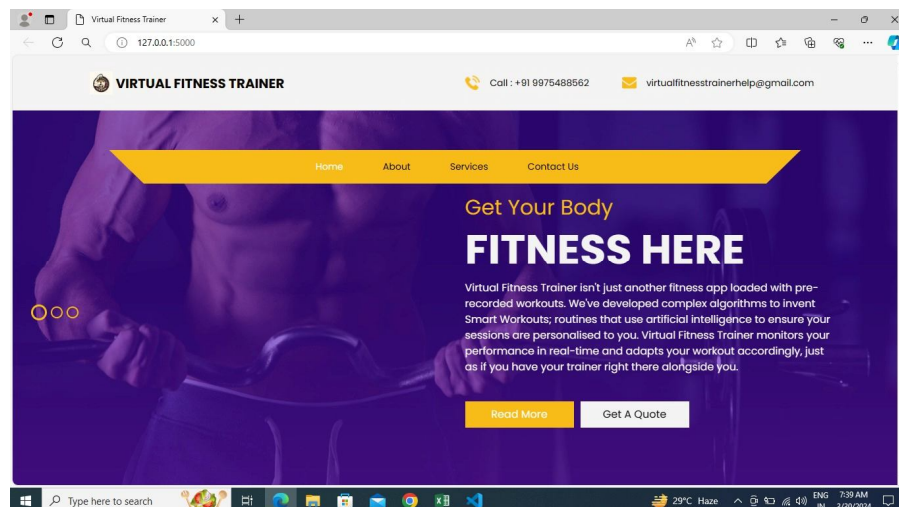 Virtual Fitness Trainer
127.0.0.1:5000
VIRTUAL FITNESS TRAINER
Call : +91 9975488562
virtualfitnesstrainerhelp@gmail.com
Home About Services Contact Us
Get Your Body
FITNESS HERE
Virtual Fitness Trainer isn't just another fitness app loaded with pre-
recorded workouts. We've developed complex algorithms to invent
Smart Workouts; routines that use artificial intelligence to ensure your
sessions are personalised to you. Virtual Fitness Trainer monitors your
performance in real-time and adapts your workout accordingly, just
as if you have your trainer right there alongside you.
Read More Get A Quote
Type here to search
29°C Haze
ENG
IN
7:39 AM
3/20/2024